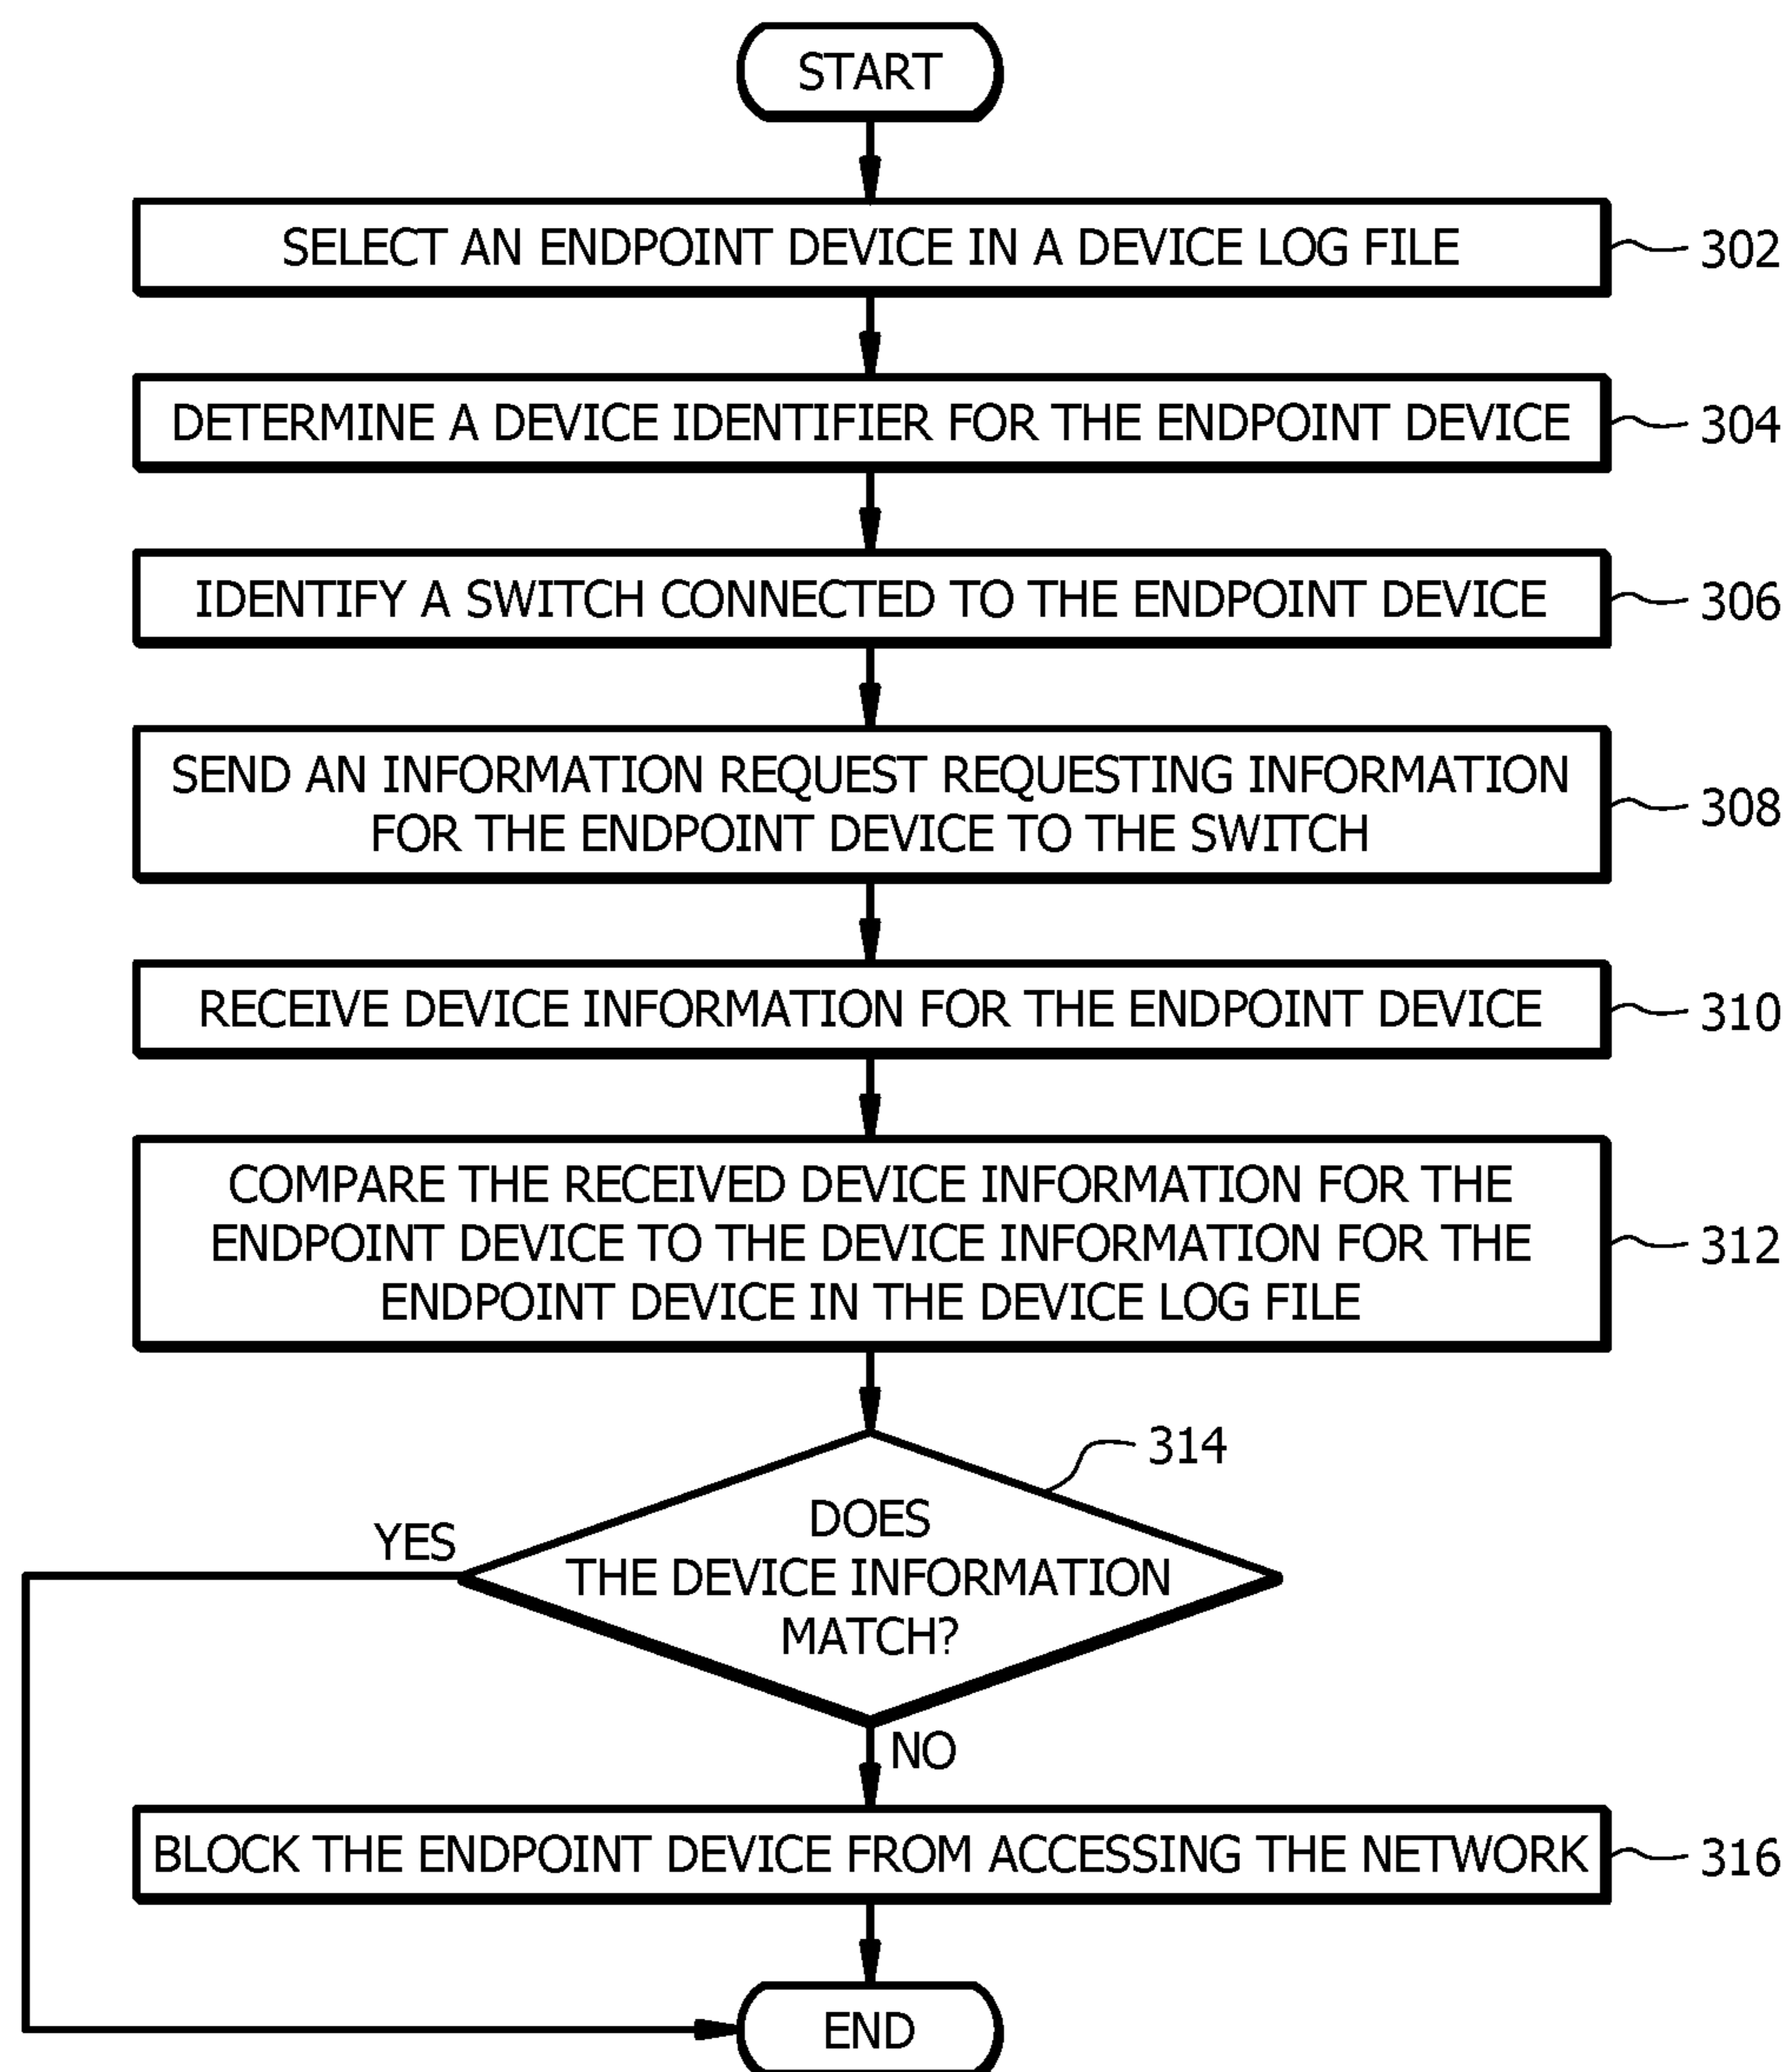 START
SELECT AN ENDPOINT DEVICE IN A DEVICE LOG FILE
302
DETERMINE A DEVICE IDENTIFIER FOR THE ENDPOINT DEVICE
304
IDENTIFY A SWITCH CONNECTED TO THE ENDPOINT DEVICE
306
SEND AN INFORMATION REQUEST REQUESTING INFORMATION
FOR THE ENDPOINT DEVICE TO THE SWITCH
308
RECEIVE DEVICE INFORMATION FOR THE ENDPOINT DEVICE
310
COMPARE THE RECEIVED DEVICE INFORMATION FOR THE
ENDPOINT DEVICE TO THE DEVICE INFORMATION FOR THE
ENDPOINT DEVICE IN THE DEVICE LOG FILE
312
314
DOES
THE DEVICE INFORMATION
MATCH?
YES
NO
BLOCK THE ENDPOINT DEVICE FROM ACCESSING THE NETWORK
316
END